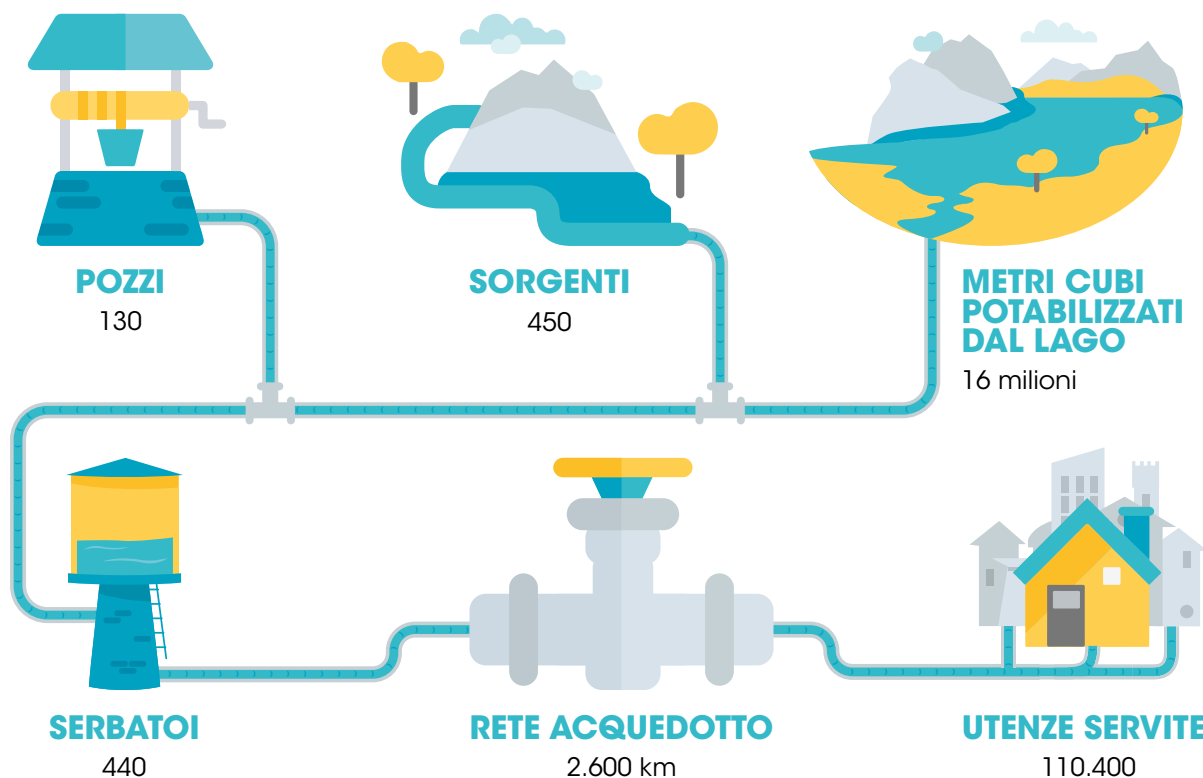 POZZI
130
SORGENTI
450
METRI CUBI
POTABILIZZATI
DAL LAGO
16 milioni
SERBATOI
440
RETE ACQUEDOTTO
2.600 km
UTENZE SERVITE
110.400